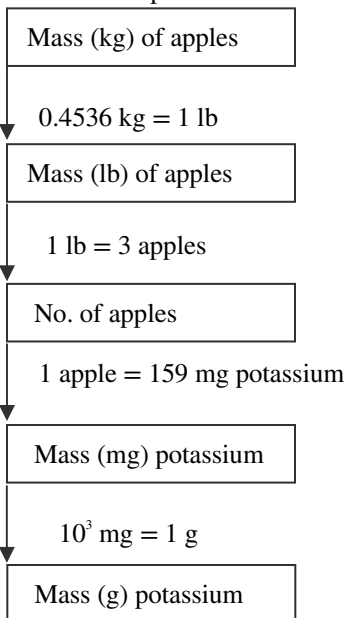 Mass (kg) of apples
0.4536 kg = 1 lb
Mass (lb) of apples
1 lb = 3 apples
No. of apples
1 apple = 159 mg potassium
Mass (mg) potassium
10³ mg = 1 g
Mass (g) potassium